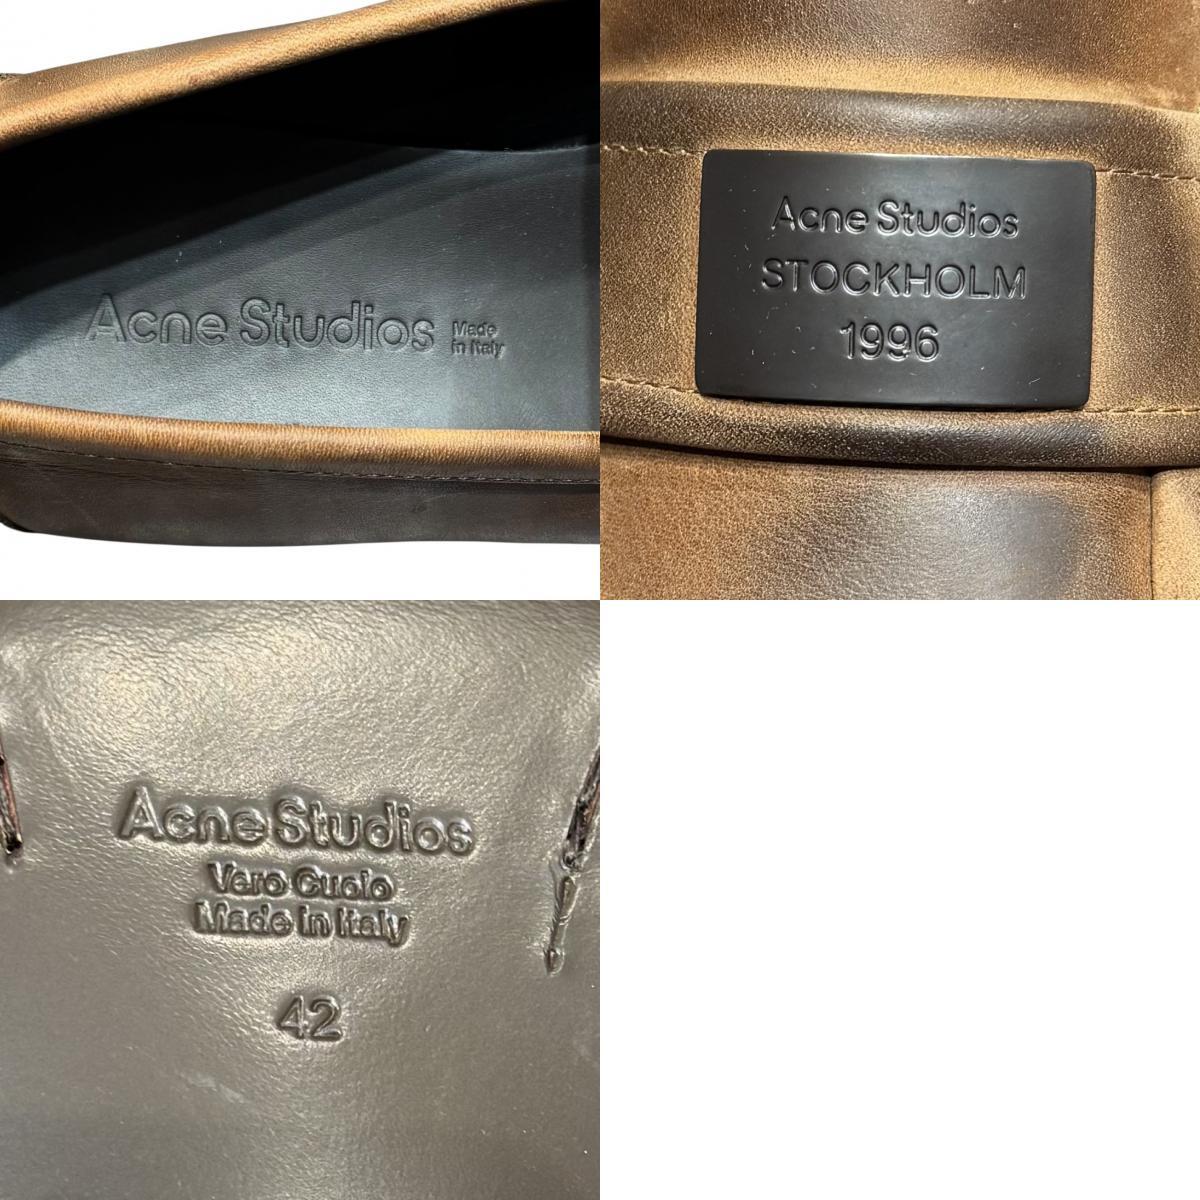 Acne Studios
Made
in Italy
Acne Studios
STOCKHOLM
1996
Acne Studios
Vero Cuoio
Made in Italy
42